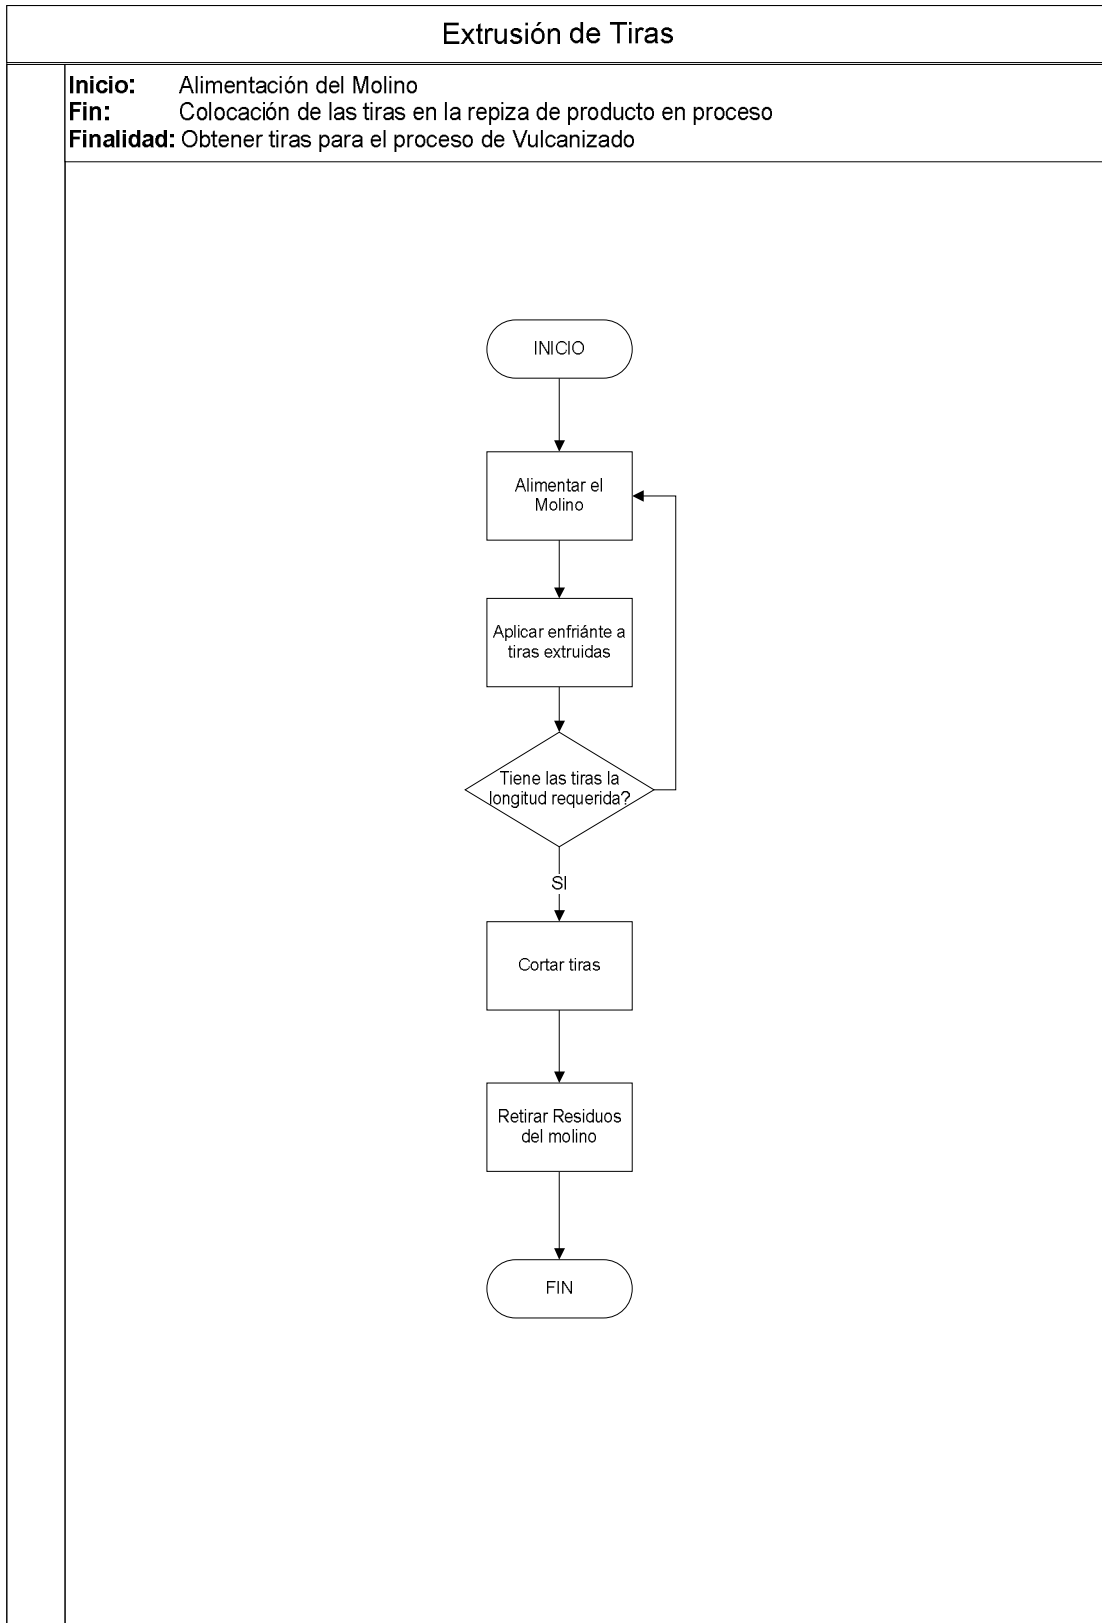 Extrusión de Tiras
Inicio: Alimentación del Molino
Fin: Colocación de las tiras en la repiza de producto en proceso
Finalidad: Obtener tiras para el proceso de Vulcanizado
INICIO
Alimentar el
Molino
Aplicar enfriánte a
tiras extruidas
Tiene las tiras la
longitud requerida?
SI
Cortar tiras
Retirar Residuos
del molino
FIN